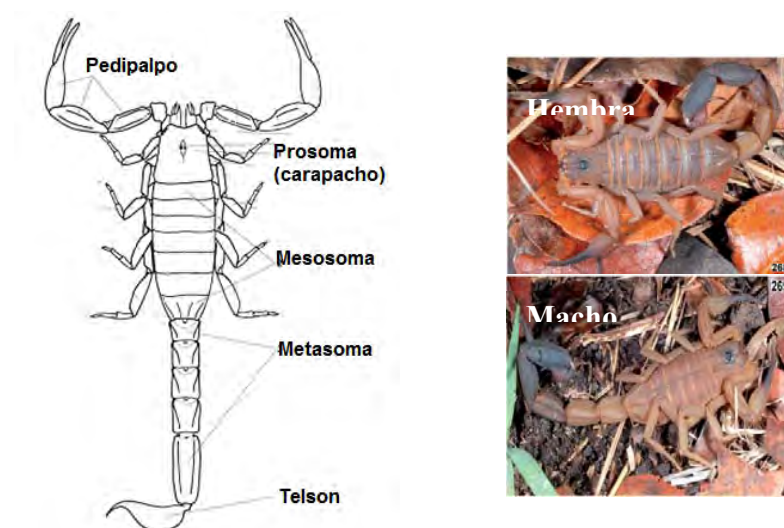 Pedipalpo
Prosoma
(carapacho)
Mesosoma
Metasoma
Telson
Hembra
Macho